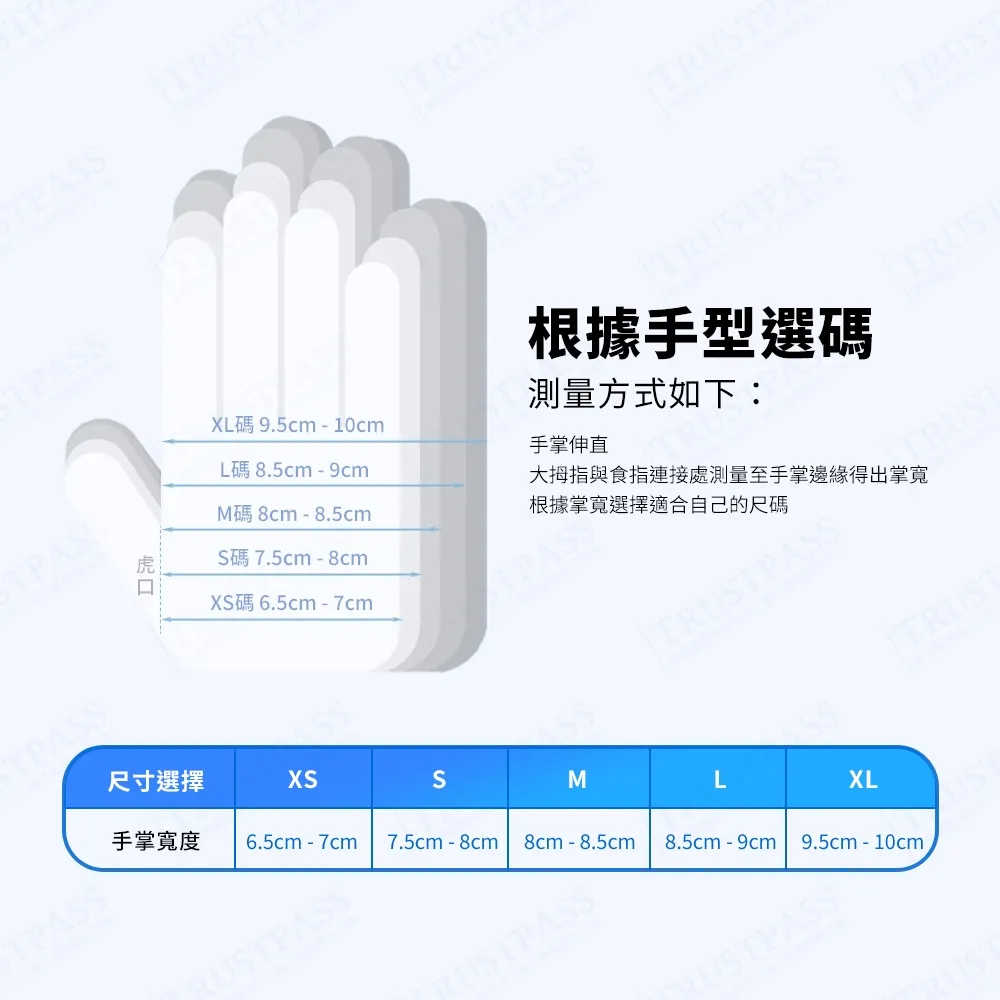 根據手型選碼
測量方式如下：
手掌伸直
大拇指與食指連接處測量至手掌邊緣得出掌寬
根據掌寬選擇適合自己的尺碼
XL碼 9.5cm - 10cm
L碼 8.5cm - 9cm
M碼 8cm - 8.5cm
S碼 7.5cm - 8cm
XS碼 6.5cm - 7cm
虎
口
尺寸選擇 XS S M L XL
手掌寬度 6.5cm - 7cm 7.5cm - 8cm 8cm - 8.5cm 8.5cm - 9cm 9.5cm - 10cm
TRUSTPASS